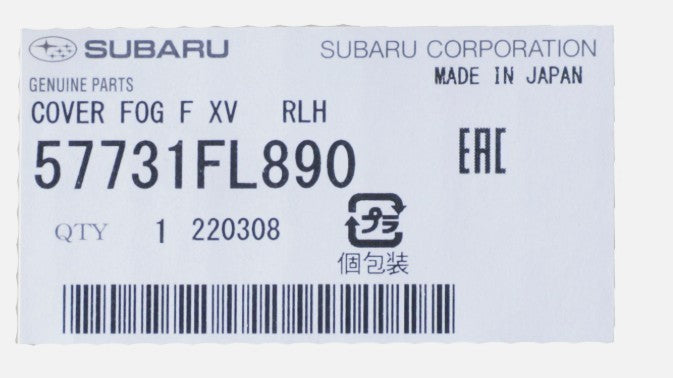 SUBARU SUBARU CORPORATION
GENUINE PARTS MADE IN JAPAN
COVER FOG F XV RLH
57731FL890 EAC
QTY 1 220308
プラ
個包装